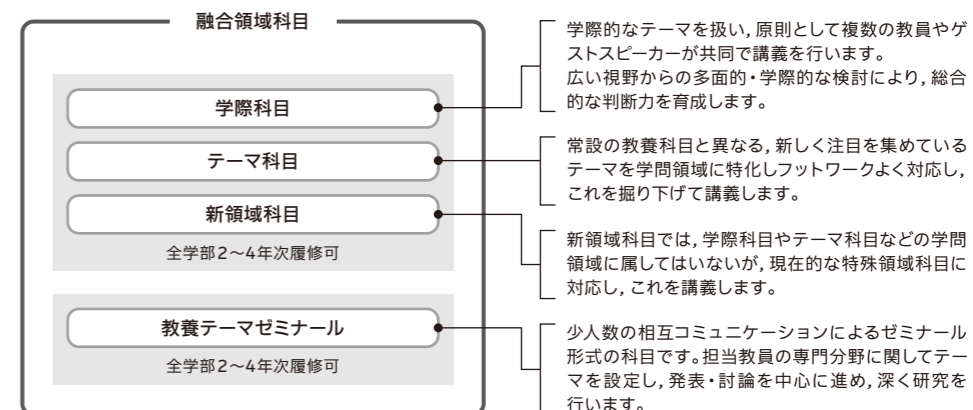 融合領域科目
学際科目
テーマ科目
新領域科目
全学部2~4年次履修可
教養テーマゼミナール
全学部2~4年次履修可
学際的なテーマを扱い,原則として複数の教員やゲ
ストスピーカーが共同で講義を行います。
広い視野からの多面的・学際的な検討により,総合
的な判断力を育成します。
常設の教養科目と異なる,新しく注目を集めている
テーマを学問領域に特化しフットワークよく対応し,
これを掘り下げて講義します。
新領域科目では,学際科目やテーマ科目などの学問
領域に属してはいないが,現在的な特殊領域科目に
対応し,これを講義します。
少人数の相互コミュニケーションによるゼミナール
形式の科目です。担当教員の専門分野に関してテー
マを設定し,発表・討論を中心に進め,深く研究を
行います。